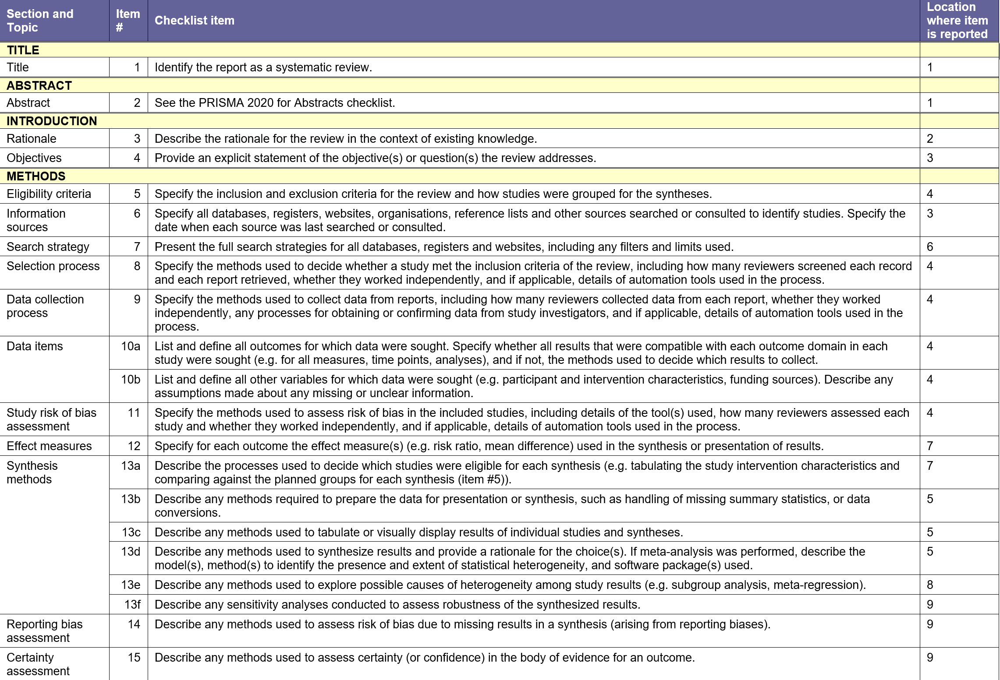 Section and Topic Item # Checklist item Location where item is reported
TITLE
Title 1 Identify the report as a systematic review. 1
ABSTRACT
Abstract 2 See the PRISMA 2020 for Abstracts checklist. 1
INTRODUCTION
Rationale 3 Describe the rationale for the review in the context of existing knowledge. 2
Objectives 4 Provide an explicit statement of the objective(s) or question(s) the review addresses. 3
METHODS
Eligibility criteria 5 Specify the inclusion and exclusion criteria for the review and how studies were grouped for the syntheses. 4
Information 6 Specify all databases, registers, websites, organisations, reference lists and other sources searched or consulted to identify studies. Specify the 3
sources date when each source was last searched or consulted.
Search strategy 7 Present the full search strategies for all databases, registers and websites, including any filters and limits used. 6
Selection process 8 Specify the methods used to decide whether a study met the inclusion criteria of the review, including how many reviewers screened each record 4
and each report retrieved, whether they worked independently, and if applicable, details of automation tools used in the process.
Data collection 9 Specify the methods used to collect data from reports, including how many reviewers collected data from each report, whether they worked 4
process independently, any processes for obtaining or confirming data from study investigators, and if applicable, details of automation tools used in the
process.
Data items 10a List and define all outcomes for which data were sought. Specify whether all results that were compatible with each outcome domain in each 4
study were sought (e.g. for all measures, time points, analyses), and if not, the methods used to decide which results to collect.
10b List and define all other variables for which data were sought (e.g. participant and intervention characteristics, funding sources). Describe any 4
assumptions made about any missing or unclear information.
Study risk of bias 11 Specify the methods used to assess risk of bias in the included studies, including details of the tool(s) used, how many reviewers assessed each 4
assessment study and whether they worked independently, and if applicable, details of automation tools used in the process.
Effect measures 12 Specify for each outcome the effect measure(s) (e.g. risk ratio, mean difference) used in the synthesis or presentation of results. 7
Synthesis 13a Describe the processes used to decide which studies were eligible for each synthesis (e.g. tabulating the study intervention characteristics and 7
methods comparing against the planned groups for each synthesis (item #5)).
13b Describe any methods required to prepare the data for presentation or synthesis, such as handling of missing summary statistics, or data 5
conversions.
13c Describe any methods used to tabulate or visually display results of individual studies and syntheses. 5
13d Describe any methods used to synthesize results and provide a rationale for the choice(s). If meta-analysis was performed, describe the 5
model(s), method(s) to identify the presence and extent of statistical heterogeneity, and software package(s) used.
13e Describe any methods used to explore possible causes of heterogeneity among study results (e.g. subgroup analysis, meta-regression). 8
13f Describe any sensitivity analyses conducted to assess robustness of the synthesized results. 9
Reporting bias 14 Describe any methods used to assess risk of bias due to missing results in a synthesis (arising from reporting biases). 9
assessment
Certainty 15 Describe any methods used to assess certainty (or confidence) in the body of evidence for an outcome. 9
assessment